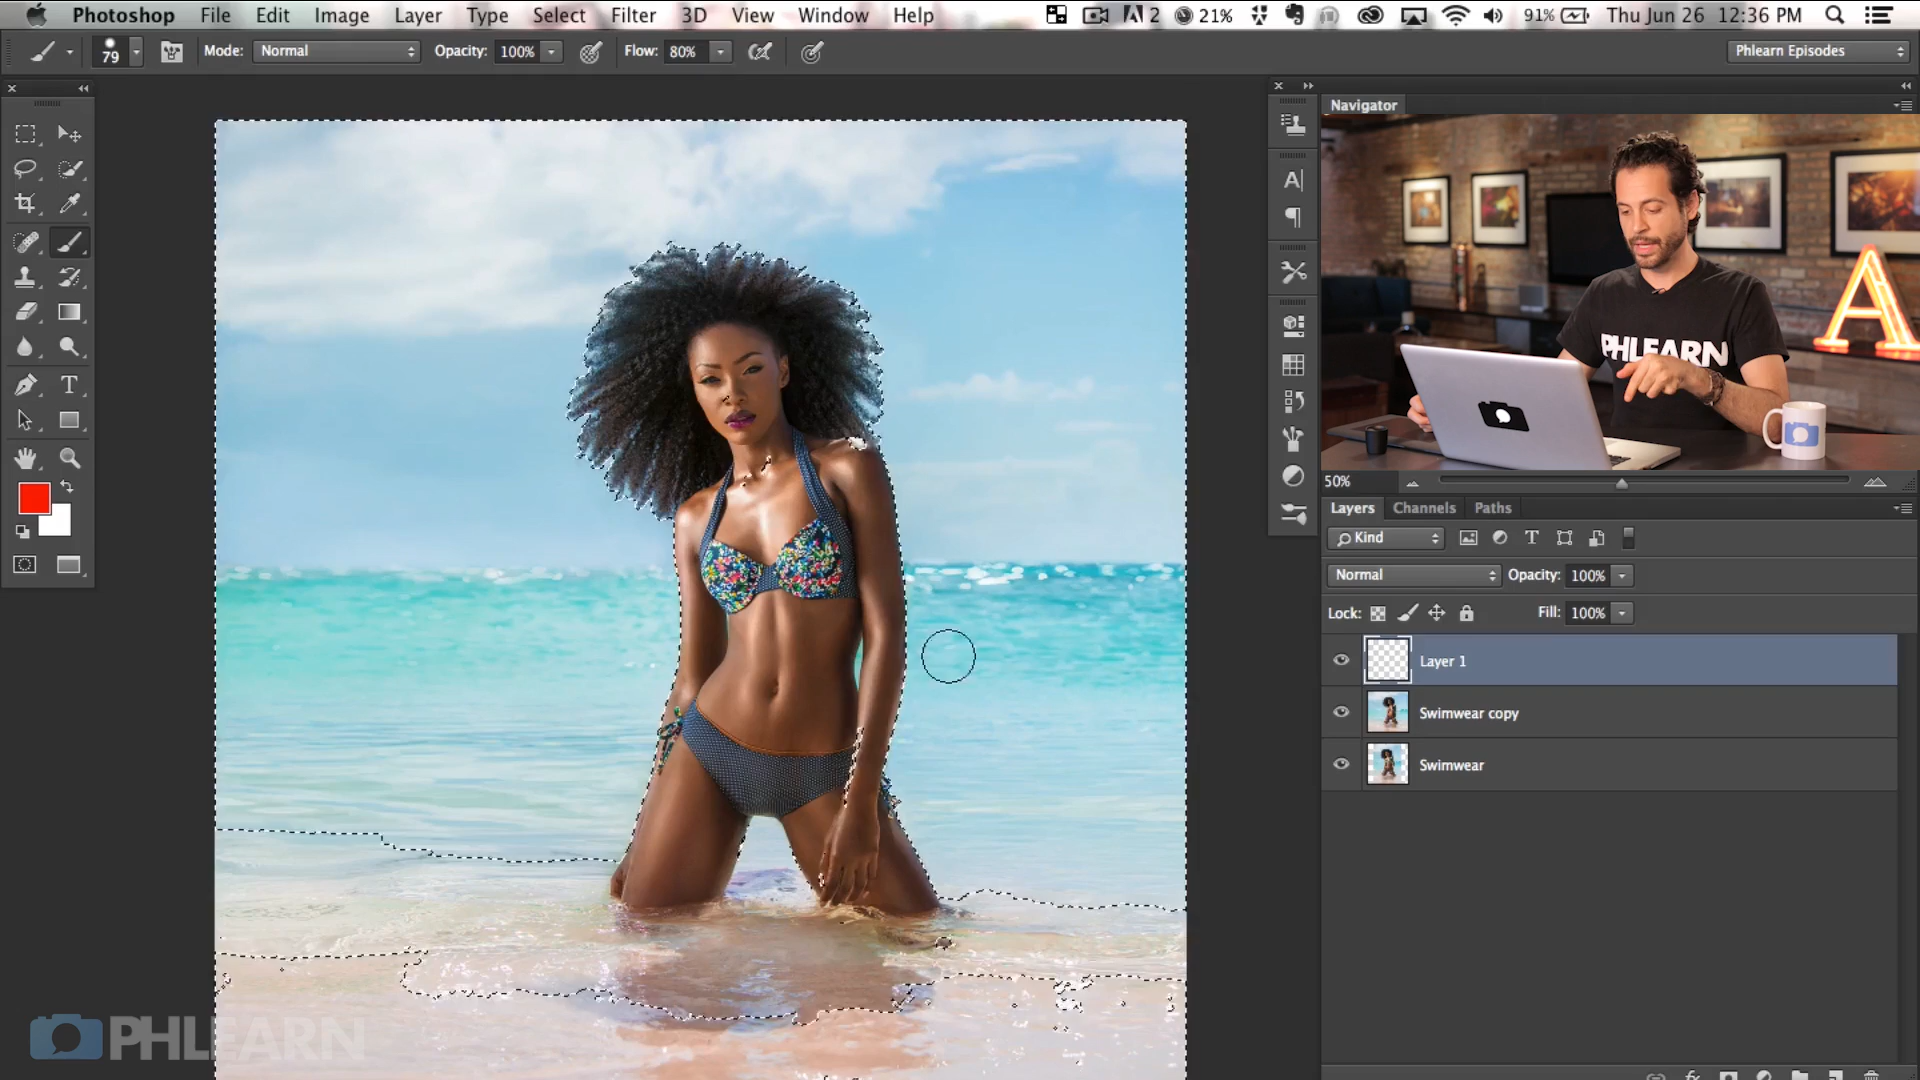 Photoshop File Edit Image Layer Type Select Filter 3D View Window Help 2 21% 91% Thu Jun 26 12:36 PM
79 Mode: Normal Opacity: 100% Flow: 80% Phlearn Episodes
Navigator
PHLEARN
50%
Layers Channels Paths
Kind
Normal Opacity: 100%
Lock: Fill: 100%
Layer 1
Swimwear copy
Swimwear
PHLEARN